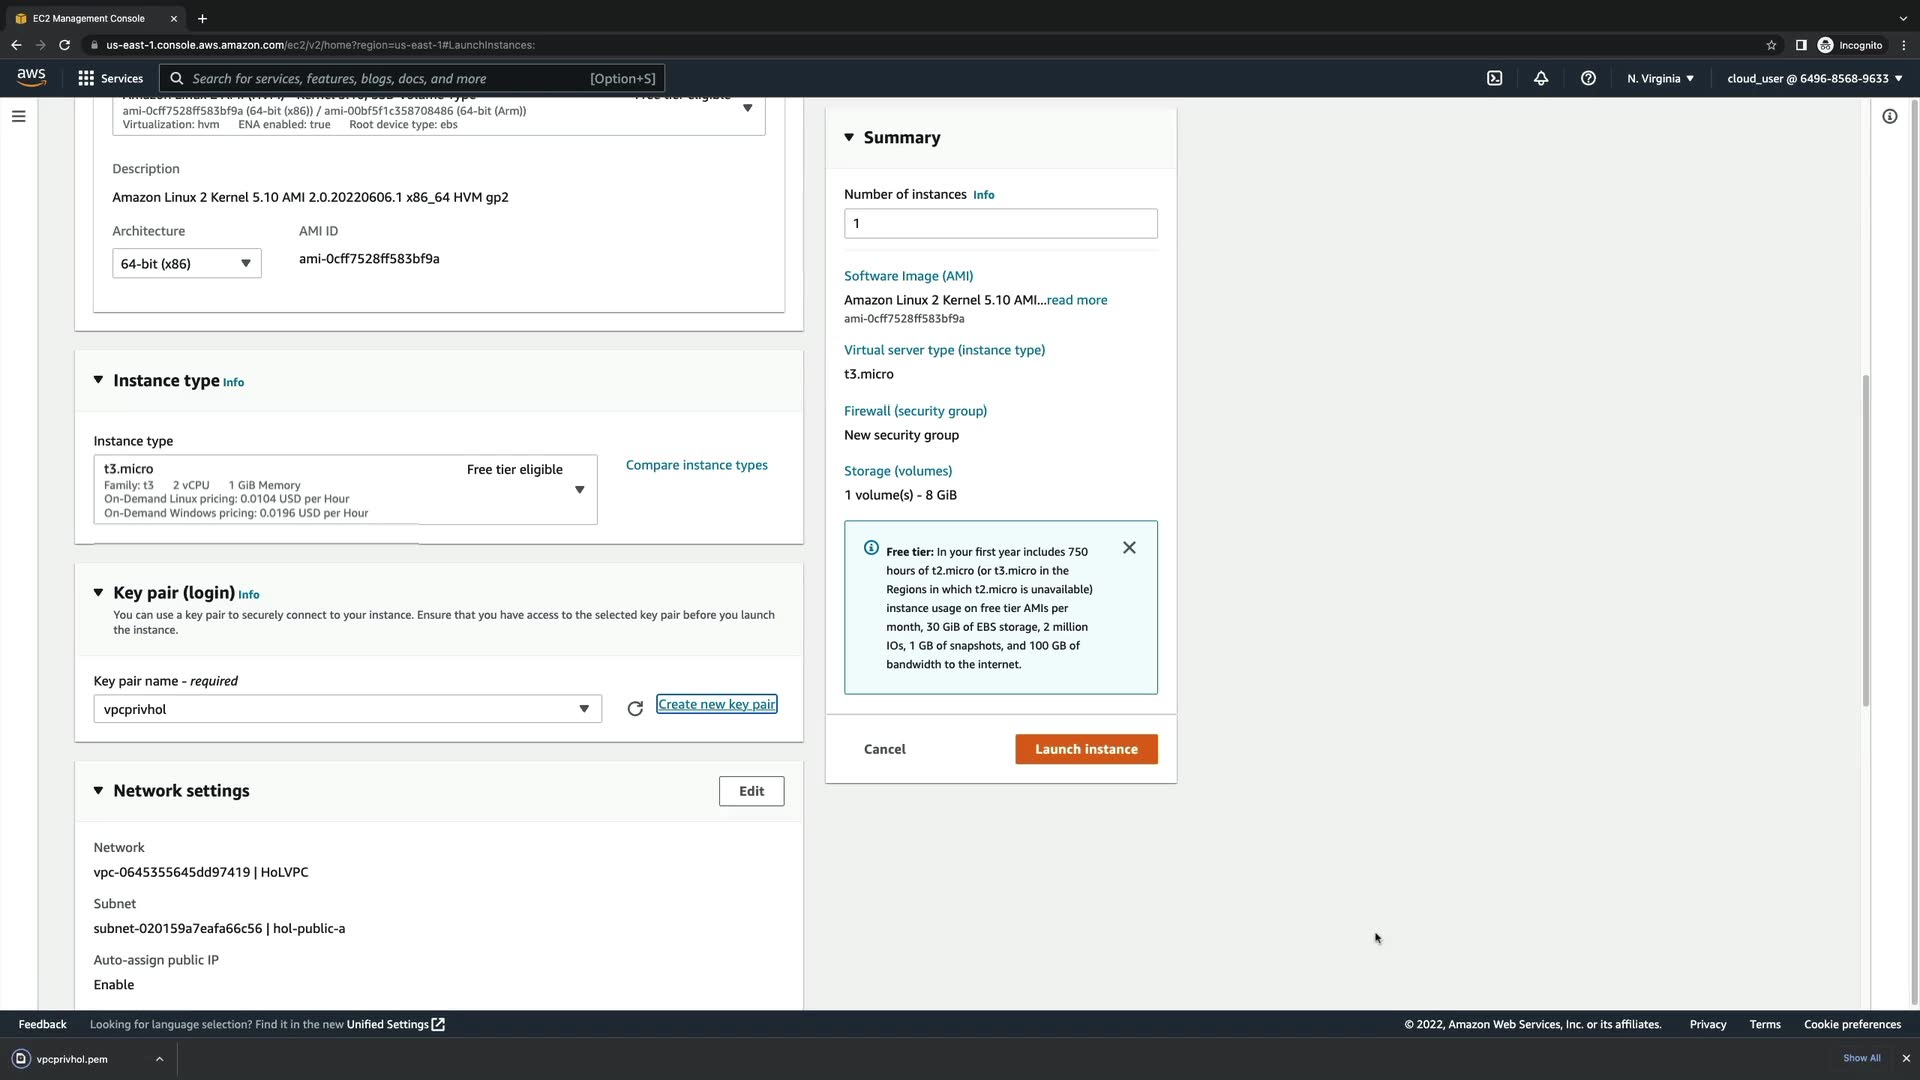 EC2 Management Console
us-east-1.console.aws.amazon.com/ec2/v2/home?region=us-east-1#LaunchInstances:
Incognito
aws
Services
Search for services, features, blogs, docs, and more
[Option+S]
N. Virginia
cloud_user @ 6496-8568-9633
ami-0cff7528ff583bf9a (64-bit (x86)) / ami-00bf5f1c358708486 (64-bit (Arm))
Virtualization: hvm ENA enabled: true Root device type: ebs
Description
Amazon Linux 2 Kernel 5.10 AMI 2.0.20220606.1 x86_64 HVM gp2
Architecture
AMI ID
64-bit (x86)
ami-0cff7528ff583bf9a
Instance type Info
Instance type
t3.micro
Free tier eligible
Family: t3 2 vCPU 1 GiB Memory
On-Demand Linux pricing: 0.0104 USD per Hour
On-Demand Windows pricing: 0.0196 USD per Hour
Compare instance types
Key pair (login) Info
You can use a key pair to securely connect to your instance. Ensure that you have access to the selected key pair before you launch
the instance.
Key pair name - required
vpcprivhol
Create new key pair
Network settings
Edit
Network
vpc-0645355645dd97419 | HoLVPC
Subnet
subnet-020159a7eafa66c56 | hol-public-a
Auto-assign public IP
Enable
Summary
Number of instances Info
1
Software Image (AMI)
Amazon Linux 2 Kernel 5.10 AMI...read more
ami-0cff7528ff583bf9a
Virtual server type (instance type)
t3.micro
Firewall (security group)
New security group
Storage (volumes)
1 volume(s) - 8 GiB
Free tier: In your first year includes 750
hours of t2.micro (or t3.micro in the
Regions in which t2.micro is unavailable)
instance usage on free tier AMIs per
month, 30 GiB of EBS storage, 2 million
IOs, 1 GB of snapshots, and 100 GB of
bandwidth to the internet.
Cancel
Launch instance
Feedback
Looking for language selection? Find it in the new Unified Settings
© 2022, Amazon Web Services, Inc. or its affiliates.
Privacy
Terms
Cookie preferences
vpcprivhol.pem
Show All